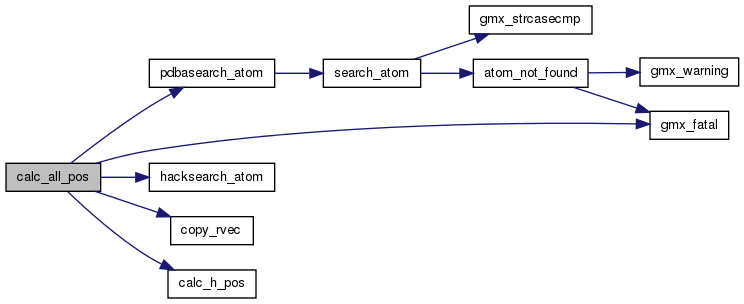 gmx_strcasecmp
pdbasearch_atom
search_atom
atom_not_found
gmx_warning
gmx_fatal
calc_all_pos
hacksearch_atom
copy_rvec
calc_h_pos